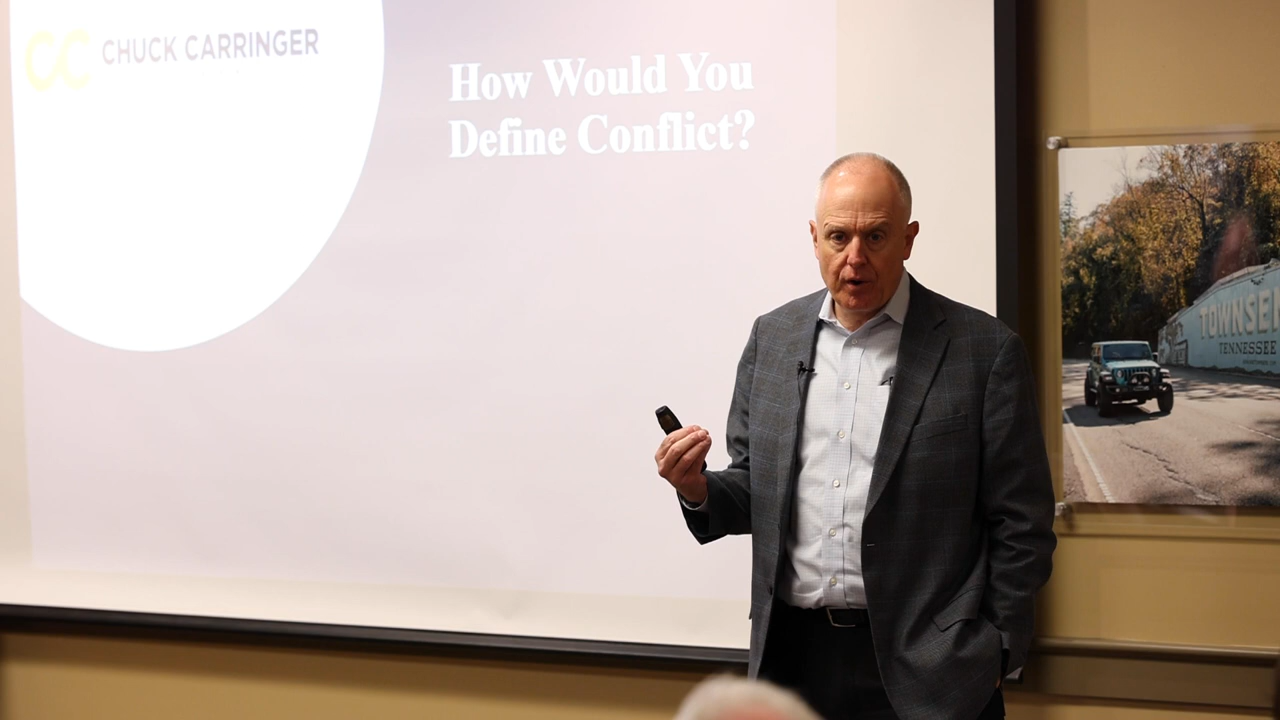 CC CHUCK CARRINGER
How Would You
Define Conflict?
TOWNSEN
TENNESSEE